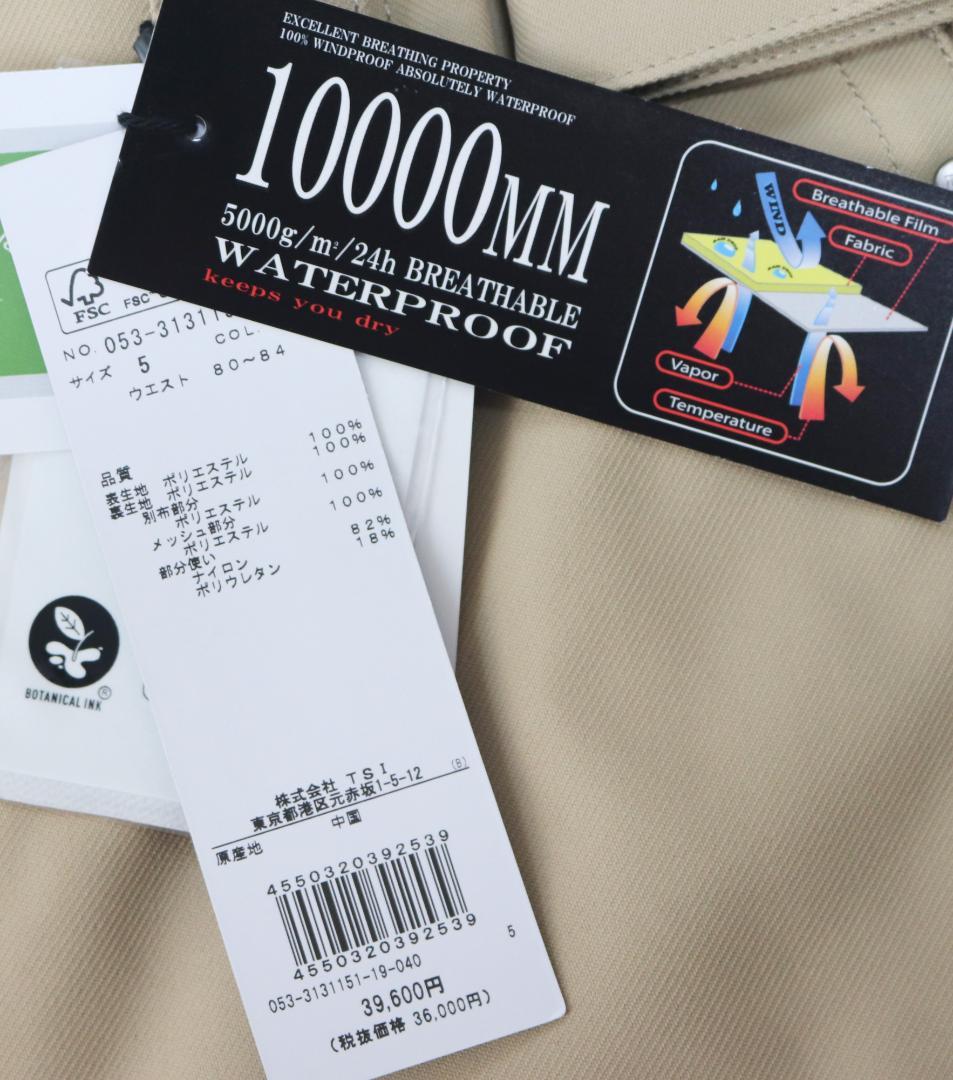 EXCELLENT BREATHING PROPERTY
100% WINDPROOF ABSOLUTELY WATERPROOF
10000MM
5000g/m²/24h BREATHABLE
WATERPROOF
keeps you dry
WIND
Breathable Film
Fabric
Vapor
Temperature
FSC
FSC™
NO. 053-3131
COL.
サイズ 5
ウエスト 80～84
品質
表生地 ポリエステル 100%
裏生地 ポリエステル 100%
別布部分
ポリエステル 100%
メッシュ部分
ポリエステル 100%
部分使い
ナイロン 82%
ポリウレタン 18%
BOTANICAL INK®
株式会社 TSI (B)
東京都港区元赤坂1-5-12
原産地 中国
4550320392539
4550320392539
053-3131151-19-040 5
39,600円
(税抜価格 36,000円)